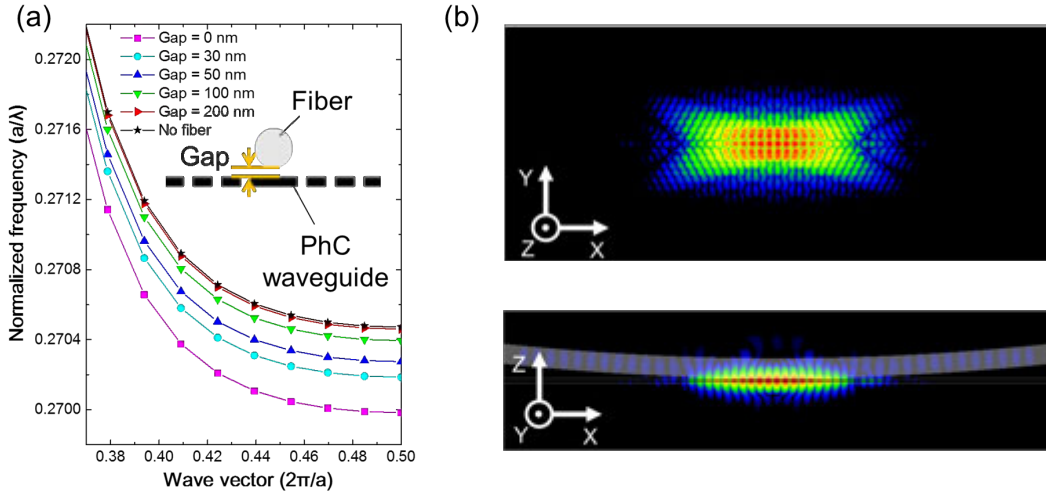 (a)
Normalized frequency (a/λ)
0.2720
0.2716
0.2712
0.2708
0.2704
0.2700
0.38
0.40
0.42
0.44
0.46
0.48
0.50
Wave vector (2π/a)
Gap = 0 nm
Gap = 30 nm
Gap = 50 nm
Gap = 100 nm
Gap = 200 nm
No fiber
Fiber
Gap
PhC
waveguide
(b)
Y
Z
X
Z
Y
X